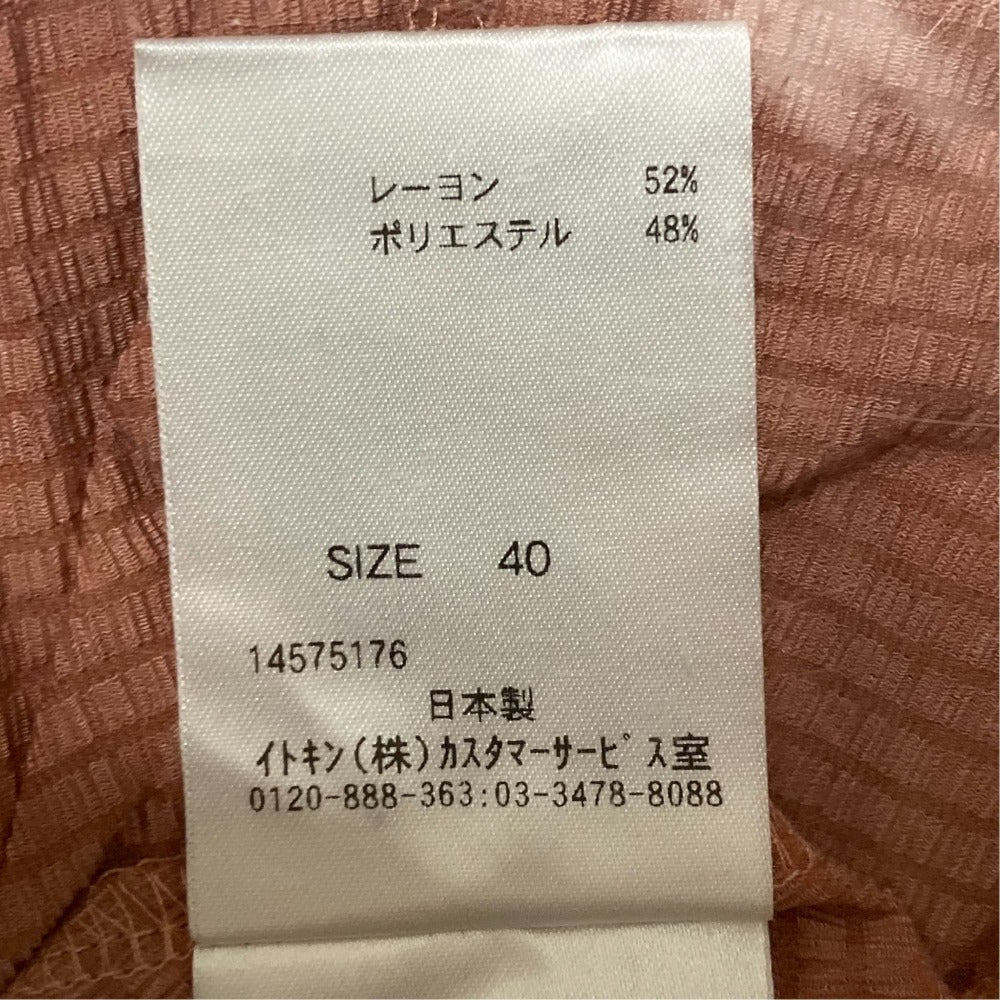 レーヨン 52%
ポリエステル 48%
SIZE 40
14575176
日本製
イトキン(株)カスタマーサービス室
0120-888-363:03-3478-8088